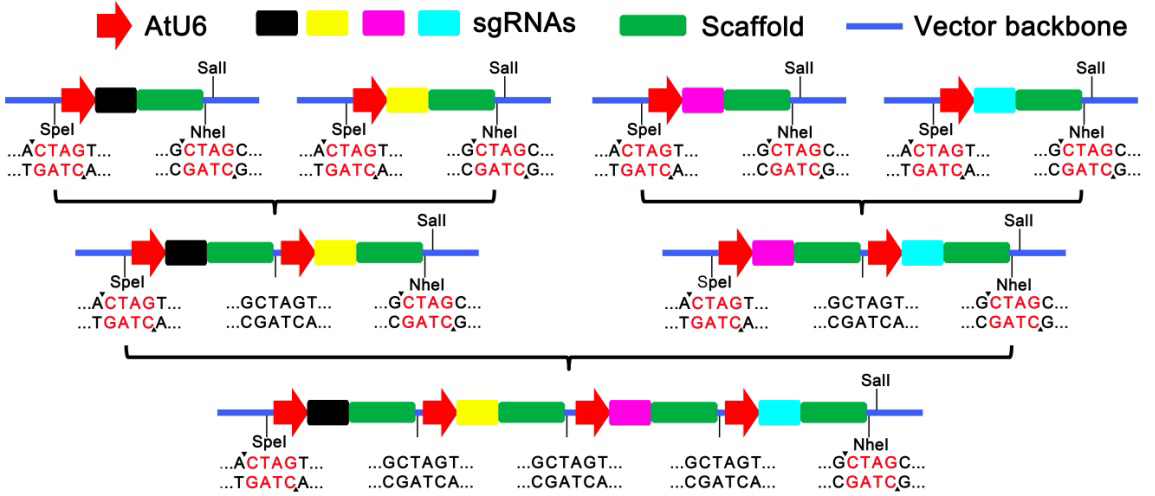 AtU6 sgRNAs Scaffold Vector backbone
SalI SalI SalI SalI
SpeI NheI SpeI NheI SpeI NheI SpeI NheI
...ACTAGT... ...GCTAGC... ...ACTAGT... ...GCTAGC... ...ACTAGT... ...GCTAGC... ...ACTAGT... ...GCTAGC...
...TGATCA... ...CGATCG... ...TGATCA... ...CGATCG... ...TGATCA... ...CGATCG... ...TGATCA... ...CGATCG...
SalI SalI
SpeI NheI SpeI NheI
...ACTAGT... ...GCTAGT... ...GCTAGC... ...ACTAGT... ...GCTAGT... ...GCTAGC...
...TGATCA... ...CGATCA... ...CGATCG... ...TGATCA... ...CGATCA... ...CGATCG...
SalI
SpeI NheI
...ACTAGT... ...GCTAGT... ...GCTAGT... ...GCTAGT... ...GCTAGC...
...TGATCA... ...CGATCA... ...CGATCA... ...CGATCA... ...CGATCG...